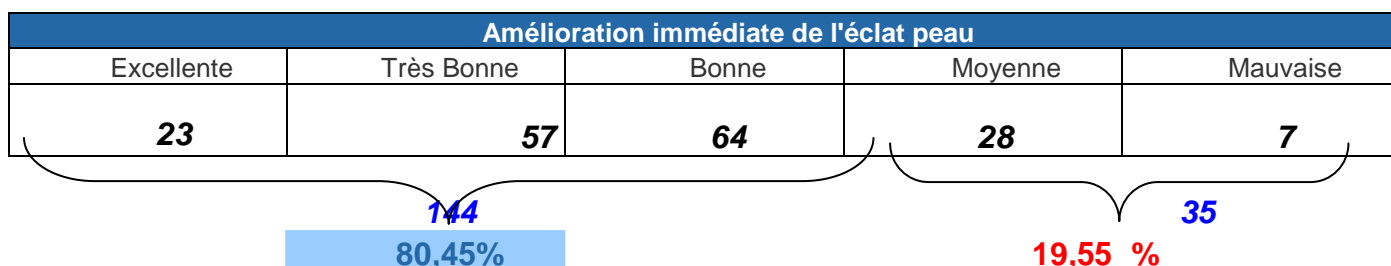 Amélioration immédiate de l'éclat peau
Excellente Très Bonne Bonne Moyenne Mauvaise
23 57 64 28 7
144 35
80,45% 19,55 %